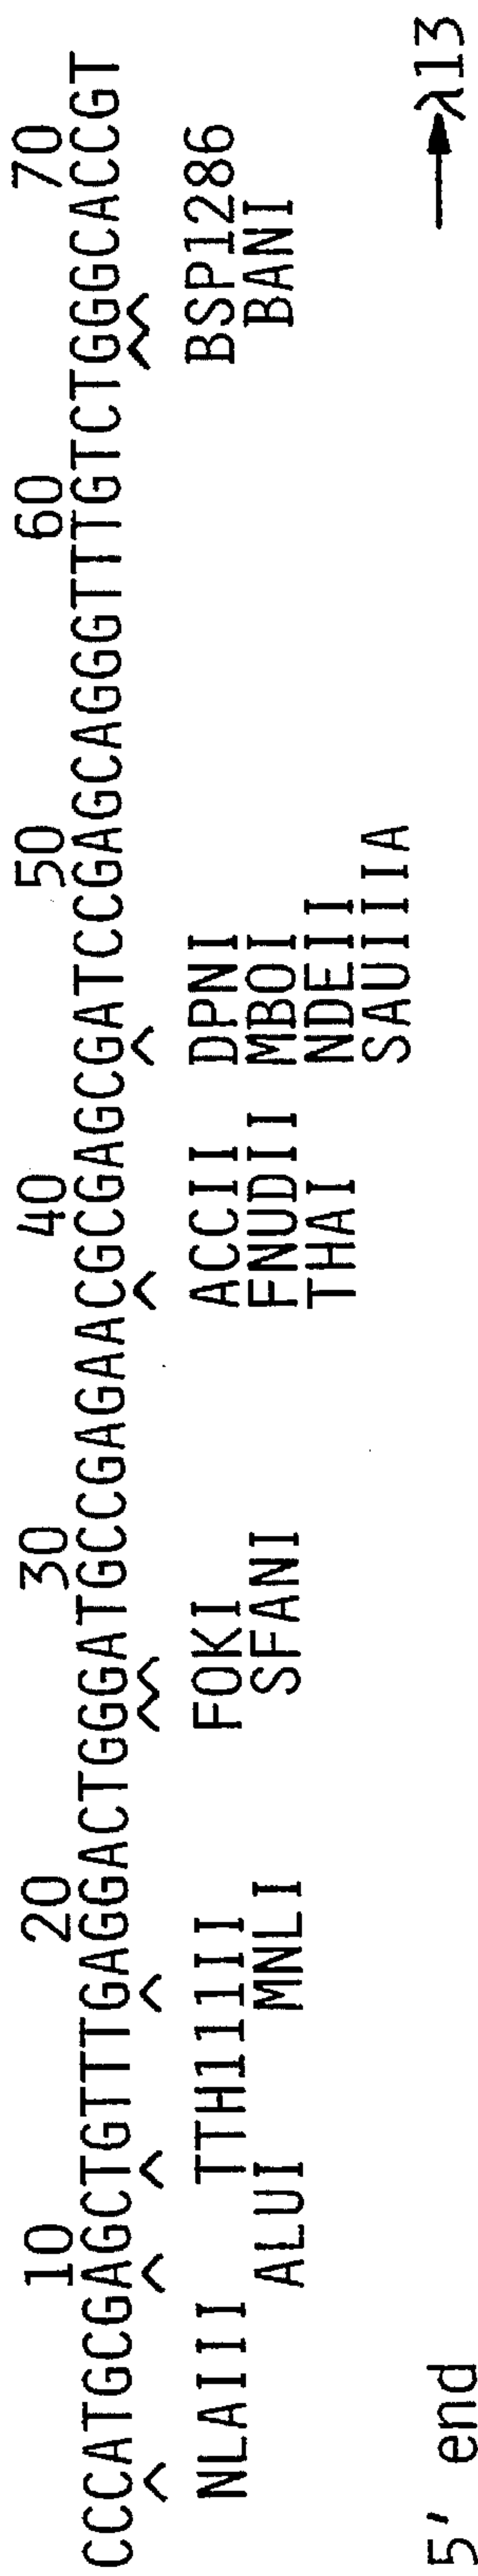 10 20 30 40 50 60 70
CCCATGCGAGCTGTTTGAGGACTGGGATGCCGAGAACGCGAGCGATCCGAGCAGGGTTTGTCTGGGCACCGT
^ ^ ^ ^ ^^ ^ ^ ^^
NLAIII TTH111II FOKI ACCII DPNI BSP1286
ALUI MNLI SFANI FNUDII MBOI BANI
THAI NDEII
SAUIIIA
5' end →λ13